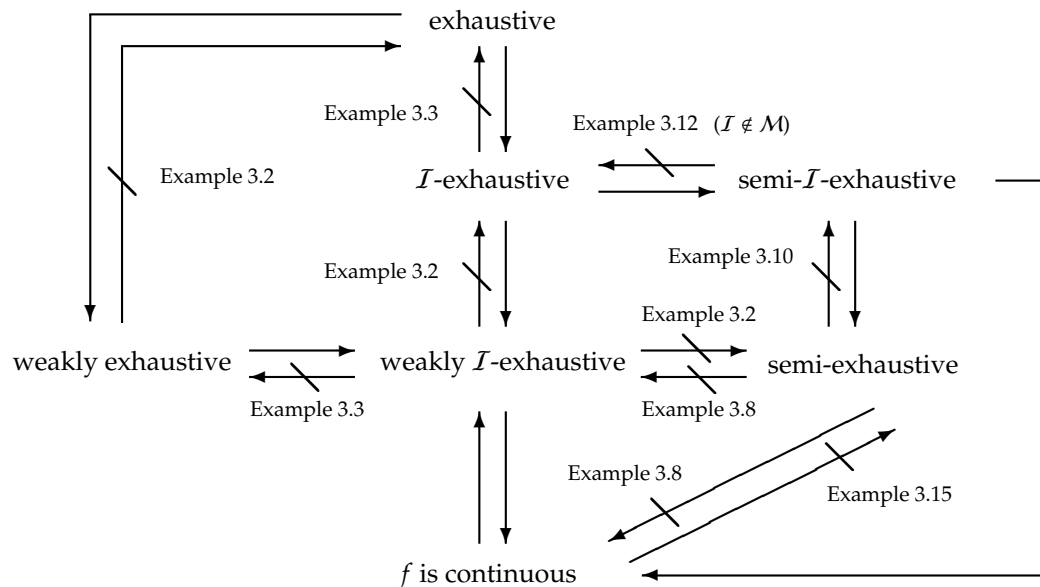 exhaustive
Example 3.3
Example 3.12 (ℐ ∉ ℳ)
Example 3.2
ℐ-exhaustive
semi-ℐ-exhaustive
Example 3.2
Example 3.10
Example 3.2
weakly exhaustive
weakly ℐ-exhaustive
semi-exhaustive
Example 3.3
Example 3.8
Example 3.8
Example 3.15
f is continuous